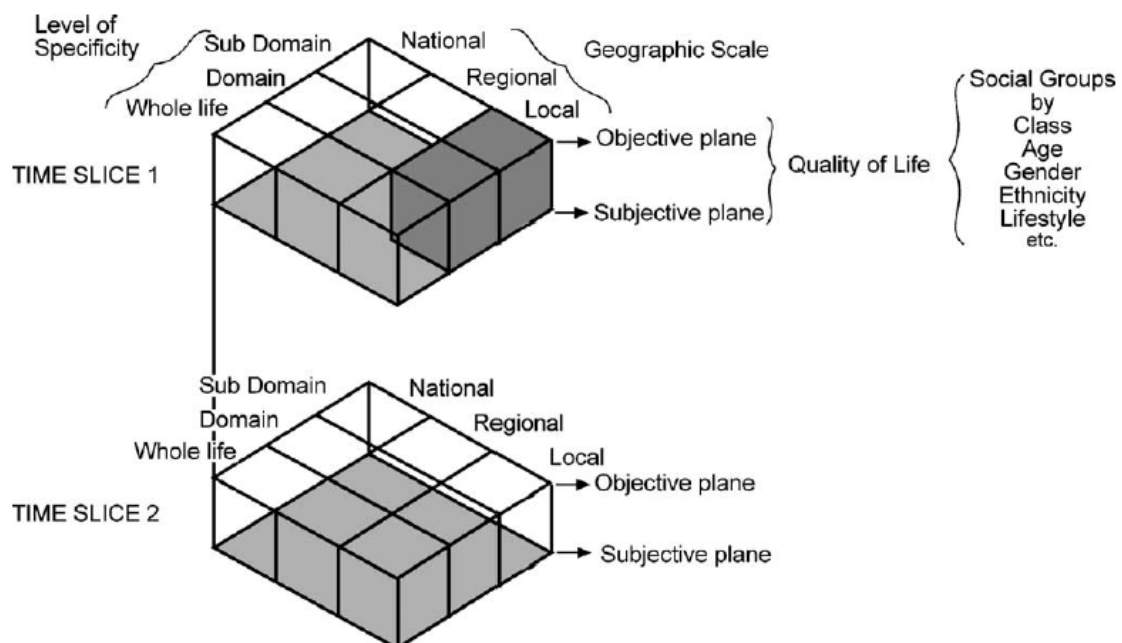 Level of
Specificity
Sub Domain
Domain
Whole life
National
Regional
Local
Geographic Scale
TIME SLICE 1
Objective plane
Subjective plane
Quality of Life
Social Groups
by
Class
Age
Gender
Ethnicity
Lifestyle
etc.
Sub Domain
Domain
Whole life
National
Regional
Local
TIME SLICE 2
Objective plane
Subjective plane